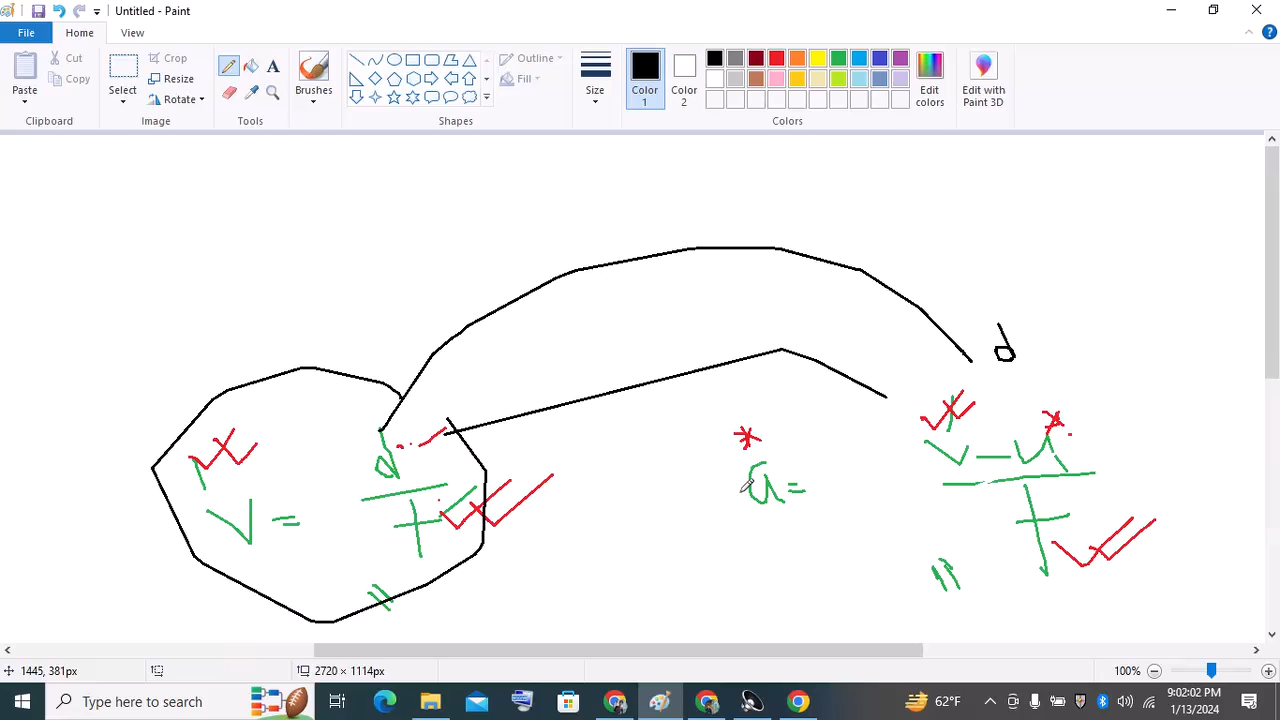 Untitled - Paint
File
Home
View
Paste
Cut
Copy
Clipboard
Select
Crop
Resize
Rotate
Image
A
Tools
Brushes
Shapes
Outline
Fill
Size
Color 1
Color 2
Colors
Edit colors
Edit with Paint 3D
d
V = d
T
a = V - u
T
1445, 381px
2720 × 1114px
100%
Type here to search
62°F
9:02:02 PM
1/13/2024